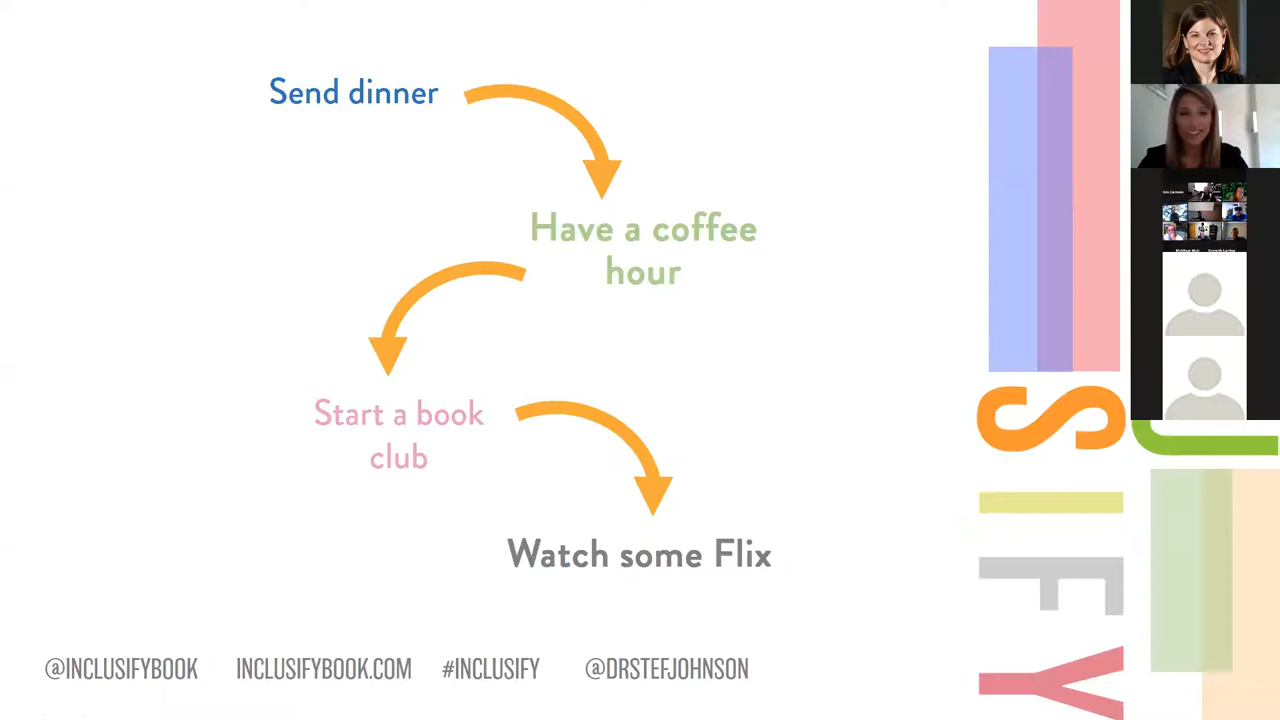 Send dinner
Have a coffee
hour
Start a book
club
Watch some Flix
@INCLUSIFYBOOK
INCLUSIFYBOOK.COM
#INCLUSIFY
@DRSTEFJOHNSON
SIFY